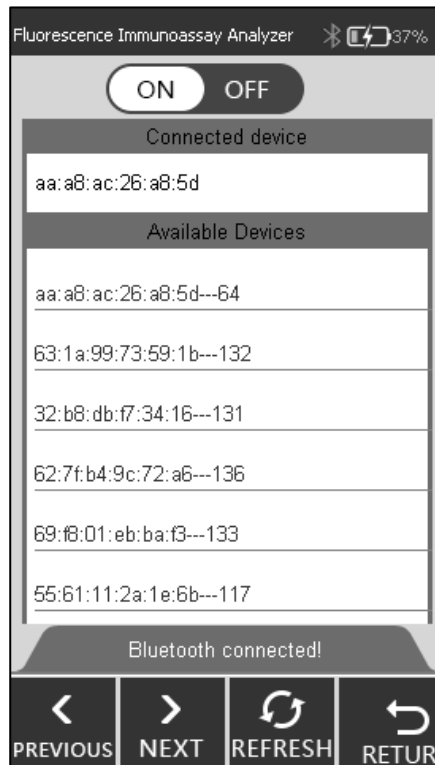 Fluorescence Immunoassay Analyzer 37%
ON OFF
Connected device
aa:a8:ac:26:a8:5d
Available Devices
aa:a8:ac:26:a8:5d---64
63:1a:99:73:59:1b---132
32:b8:db:f7:34:16---131
62:7f:b4:9c:72:a6---136
69:f8:01:eb:ba:f3---133
55:61:11:2a:1e:6b---117
Bluetooth connected!
PREVIOUS NEXT REFRESH RETUR